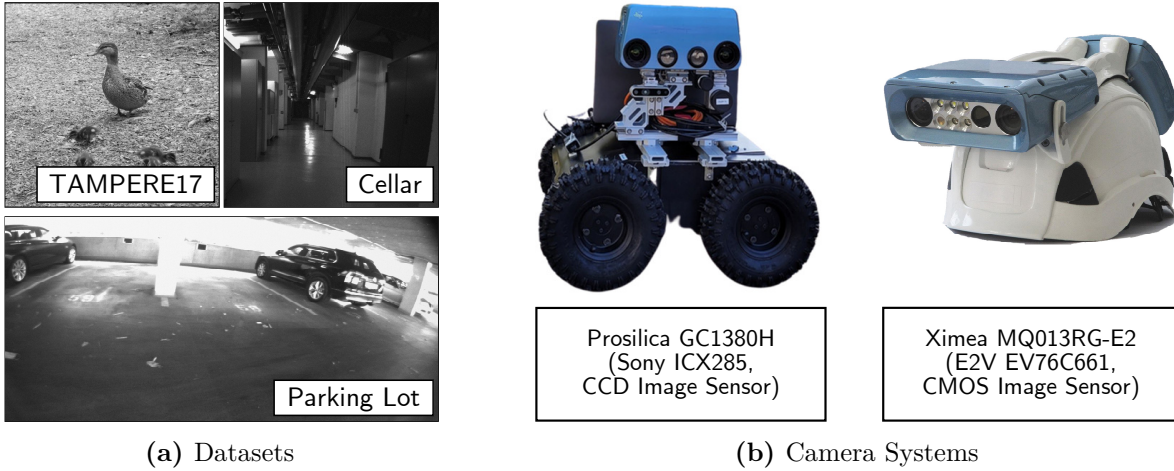 TAMPERE17
Cellar
Parking Lot
(a) Datasets
Prosilica GC1380H
(Sony ICX285,
CCD Image Sensor)
Ximea MQ013RG-E2
(E2V EV76C661,
CMOS Image Sensor)
(b) Camera Systems